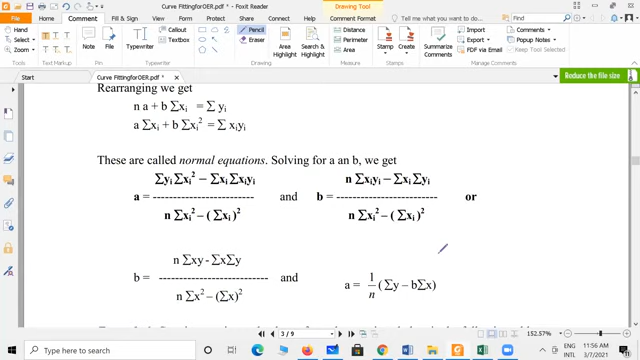 Curve FittingforOER.pdf * - Foxit Reader
Drawing Tool
File Home Comment View Form Protect Share Help Comment Format Tell me what you want to do...
Hand
Select
Zoom
Tools
Text Markup
Note
File
Pin
Typewriter
Callout
Textbox
Typewriter
Pencil
Eraser
Drawing
Area Highlight
Search & Highlight
Distance
Perimeter
Area
Measure
Stamp
Create
Stamps
Summarize Comments
Import
FDF via Email
Comments
Popup Notes
Keep Tool Selected
Manage Comments
Start
Curve FittingforOER.pdf *
Reduce the file size
Rearranging we get
n a + b ∑xi = ∑ yi
a ∑xi + b ∑xi² = ∑ xiyi
These are called normal equations. Solving for a an b, we get
∑yi∑xi² – ∑xi ∑xiyi n ∑xiyi – ∑xi ∑yi
a = ------------------------- and b = ------------------------- or
n ∑xi² – ( ∑xi )² n ∑xi² – ( ∑xi )²
n ∑xy - ∑x∑y
b = --------------------------- and a = 1/n ( ∑y – b∑x)
n ∑x² – (∑x)²
3 / 9
152.57%
Type here to search
ENG
INTL
11:56 AM
3/7/2021